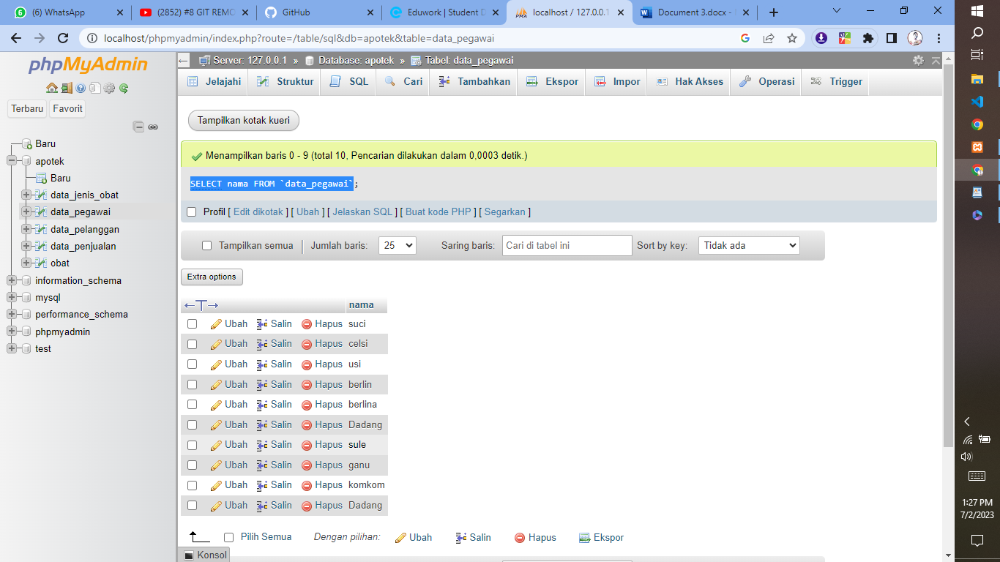 (6) WhatsApp
(2852) #8 GIT REMO
GitHub
Eduwork | Student D
localhost / 127.0.0.1
Document 3.docx -
localhost/phpmyadmin/index.php?route=/table/sql&db=apotek&table=data_pegawai
phpMyAdmin
Terbaru Favorit
Baru
apotek
Baru
data_jenis_obat
data_pegawai
data_pelanggan
data_penjualan
obat
information_schema
mysql
performance_schema
phpmyadmin
test
Server: 127.0.0.1 » Database: apotek » Tabel: data_pegawai
Jelajahi Struktur SQL Cari Tambahkan Ekspor Impor Hak Akses Operasi Trigger
Tampilkan kotak kueri
Menampilkan baris 0 - 9 (total 10, Pencarian dilakukan dalam 0,0003 detik.)
SELECT nama FROM `data_pegawai`;
Profil [ Edit dikotak ] [ Ubah ] [ Jelaskan SQL ] [ Buat kode PHP ] [ Segarkan ]
Tampilkan semua | Jumlah baris: 25 Saring baris: Cari di tabel ini Sort by key: Tidak ada
Extra options
←T→ nama
Ubah Salin Hapus suci
Ubah Salin Hapus celsi
Ubah Salin Hapus usi
Ubah Salin Hapus berlin
Ubah Salin Hapus berlina
Ubah Salin Hapus Dadang
Ubah Salin Hapus sule
Ubah Salin Hapus ganu
Ubah Salin Hapus komkom
Ubah Salin Hapus Dadang
Pilih Semua Dengan pilihan: Ubah Salin Hapus Ekspor
Konsol
1:27 PM
7/2/2023